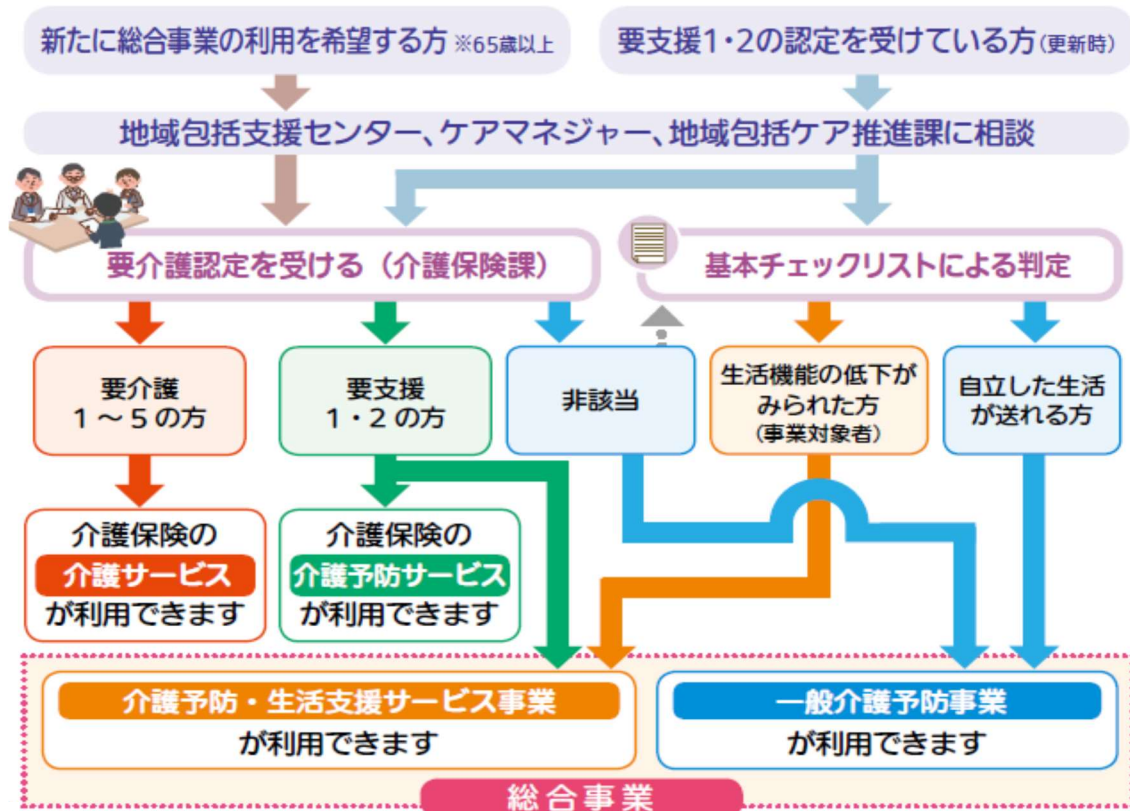 新たに総合事業の利用を希望する方 ※65歳以上
要支援1・2の認定を受けている方(更新時)
地域包括支援センター、ケアマネジャー、地域包括ケア推進課に相談
要介護認定を受ける（介護保険課）
基本チェックリストによる判定
要介護
1～5の方
要支援
1・2の方
非該当
生活機能の低下が
みられた方
（事業対象者）
自立した生活
が送れる方
介護保険の
介護サービス
が利用できます
介護保険の
介護予防サービス
が利用できます
介護予防・生活支援サービス事業
が利用できます
一般介護予防事業
が利用できます
総合事業